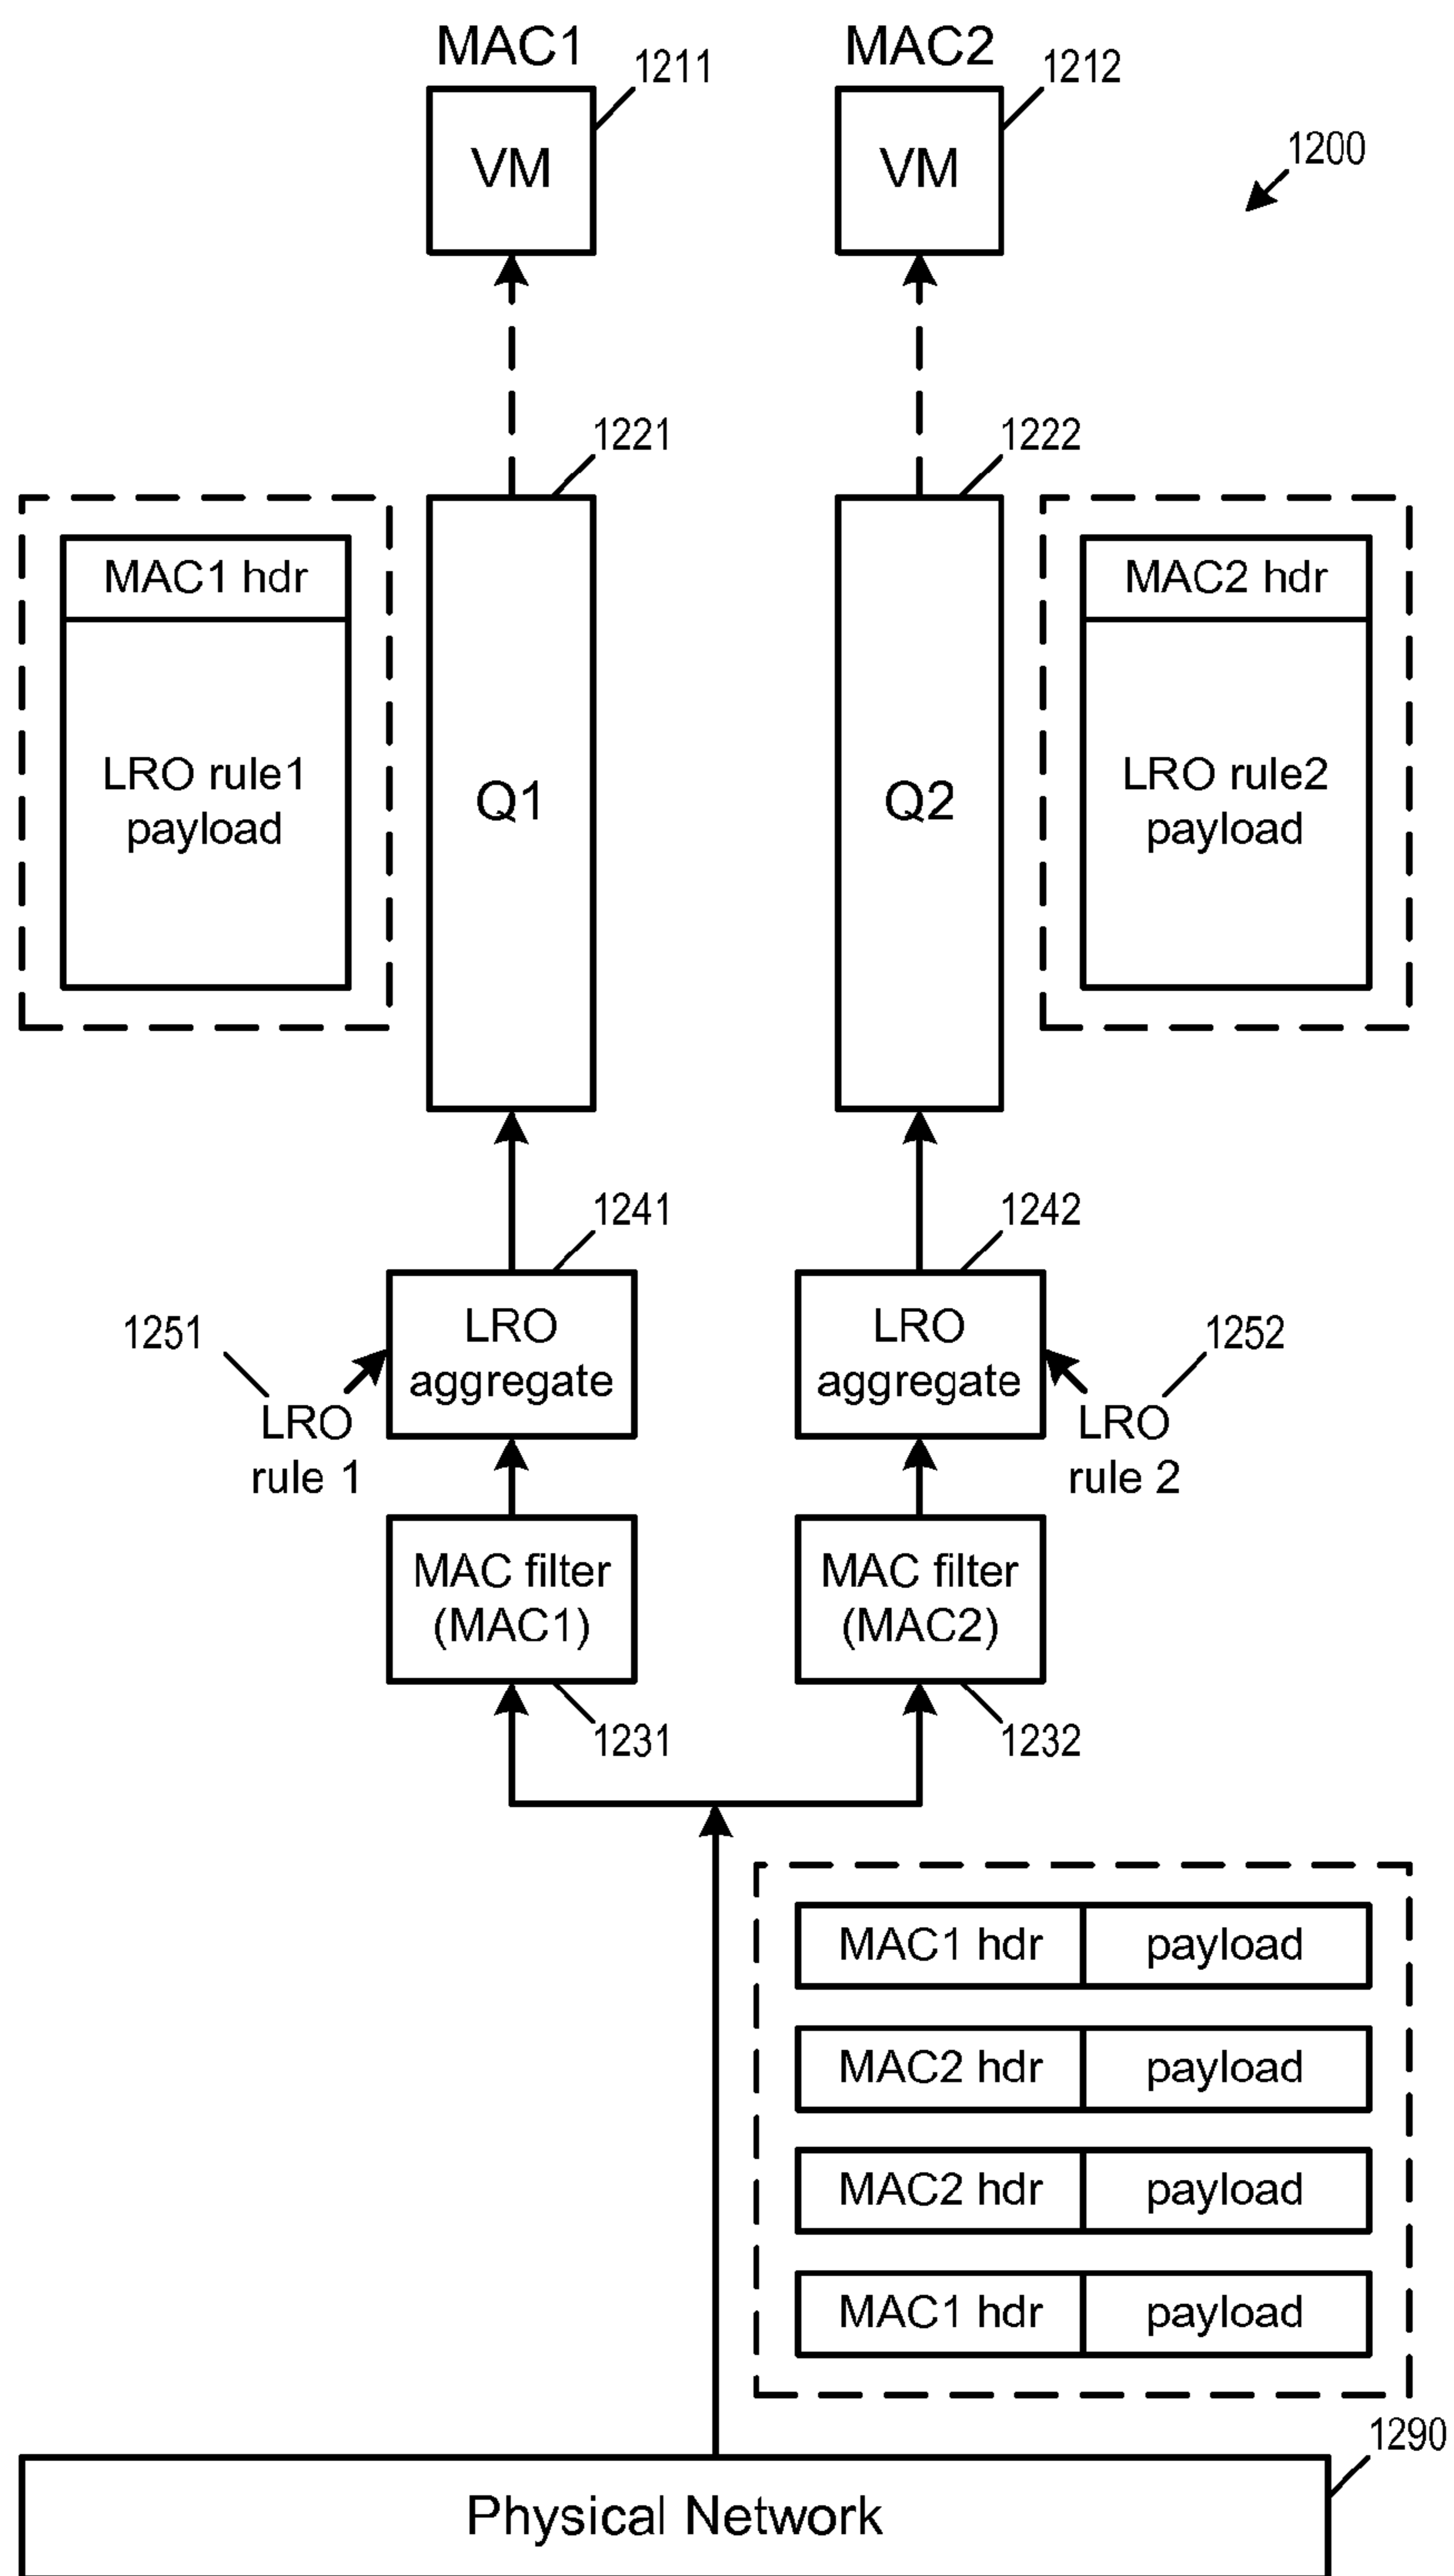 MAC1
1211
MAC2
1212
VM
VM
1200
1221
1222
MAC1 hdr
LRO rule1
payload
Q1
Q2
MAC2 hdr
LRO rule2
payload
1241
1242
1251
LRO
aggregate
LRO
aggregate
1252
LRO
rule 1
LRO
rule 2
MAC filter
(MAC1)
MAC filter
(MAC2)
1231
1232
MAC1 hdr payload
MAC2 hdr payload
MAC2 hdr payload
MAC1 hdr payload
1290
Physical Network